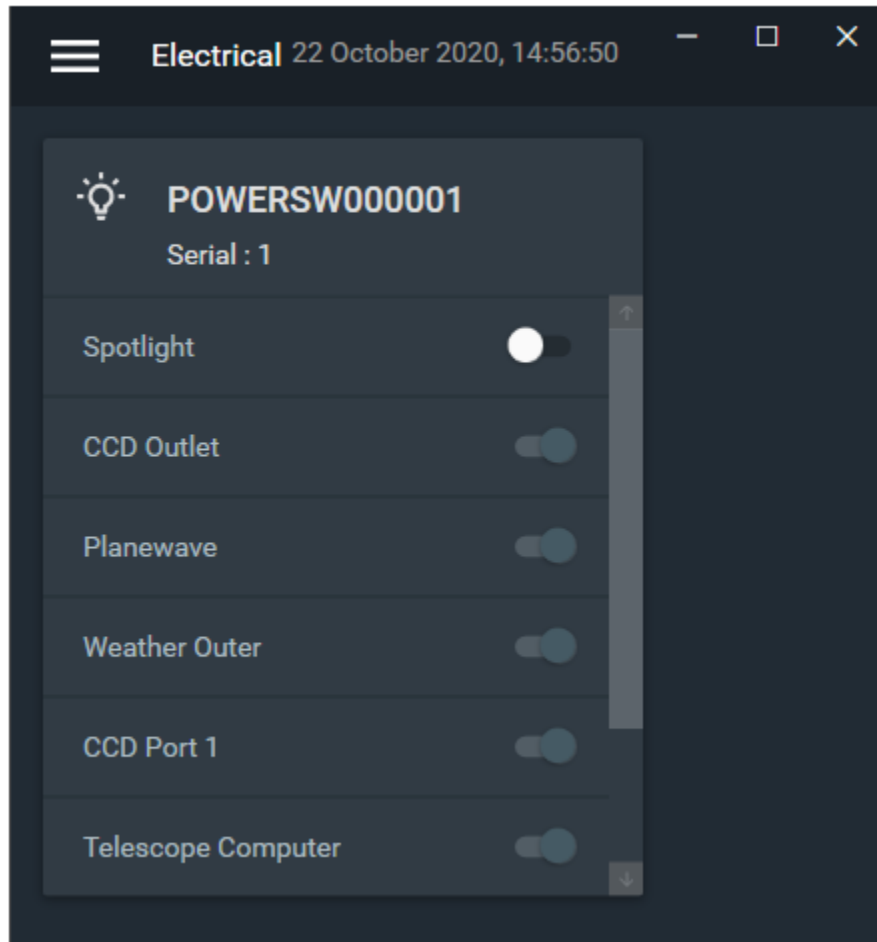 Electrical 22 October 2020, 14:56:50
POWERSW000001
Serial : 1
Spotlight
CCD Outlet
Planewave
Weather Outer
CCD Port 1
Telescope Computer